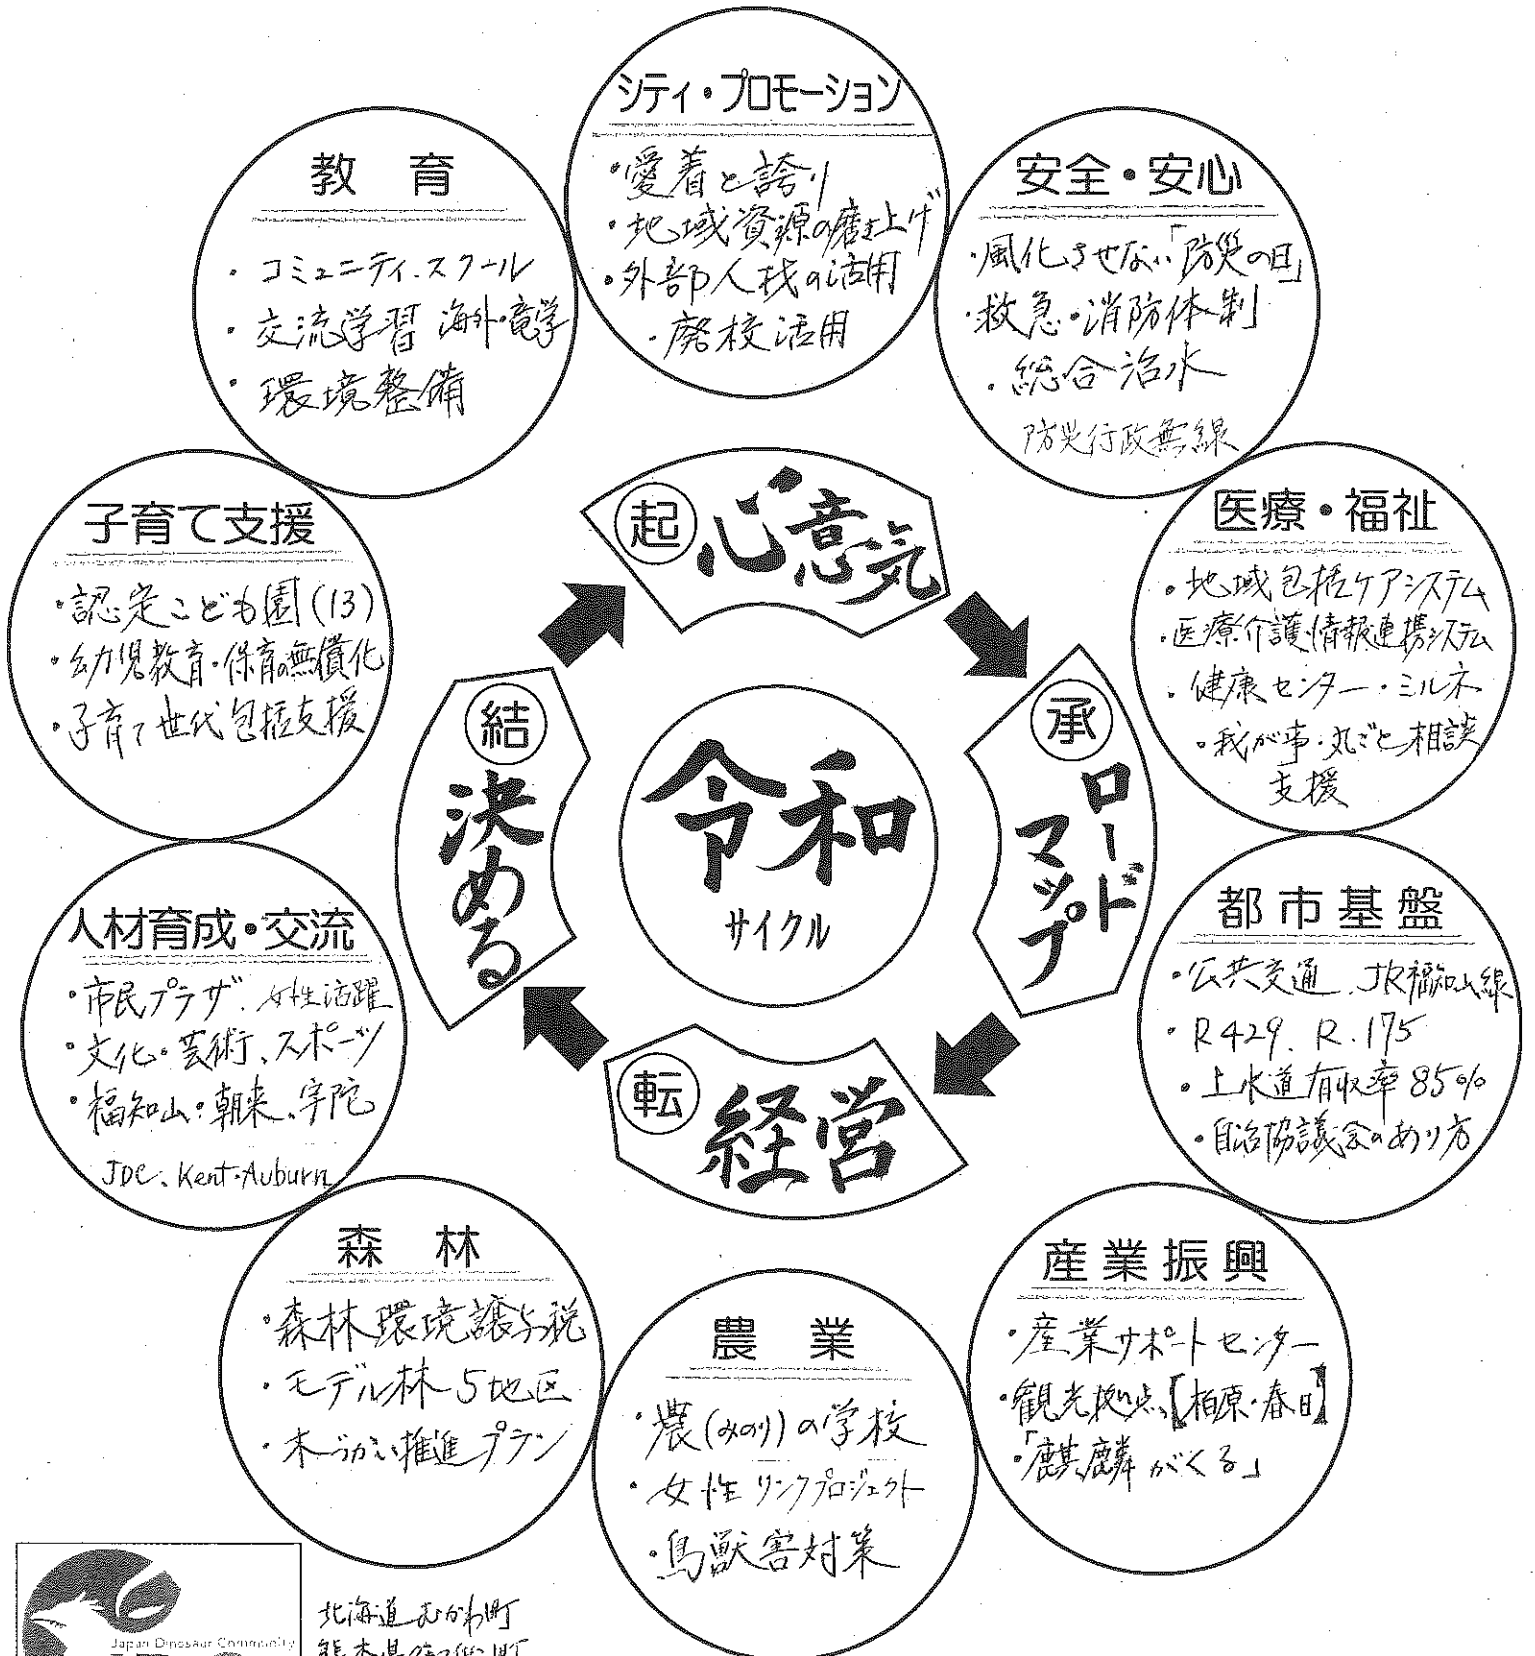 シティ・プロモーション
・愛着と誇り
・地域資源の磨き上げ
・外部人材の活用
・廃校活用
安全・安心
・風化させない「防災の日」
・救急・消防体制
・総合治水
防災行政無線
医療・福祉
・地域包括ケアシステム
・医療介護情報連携システム
・健康センター・ミルネ
・我が事・丸ごと相談
支援
都市基盤
・公共交通、JR福知山線
・R429、R.175
・上水道有収率85%
・自治協議会のあり方
産業振興
・産業サポートセンター
・観光拠点【柏原・春日】
・「麒麟がくる」
農業
・農(みのり)の学校
・女性リンクプロジェクト
・鳥獣害対策
森林
・森林環境譲与税
・モデル林5地区
・木づかい推進プラン
人材育成・交流
・市民プラザ、女性活躍
・文化・芸術、スポーツ
・福知山・朝来、宇陀
JDC、Kent・Auburn
子育て支援
・認定こども園(13)
・幼児教育・保育の無償化
・子育て世代包括支援
教育
・コミュニティ・スクール
・交流学習 海外・竜学
・環境整備
起 心意気
承 ロードマップ
転 経営
結 決める
令和
サイクル
Japan Dinosaur Community
北海道むかわ町